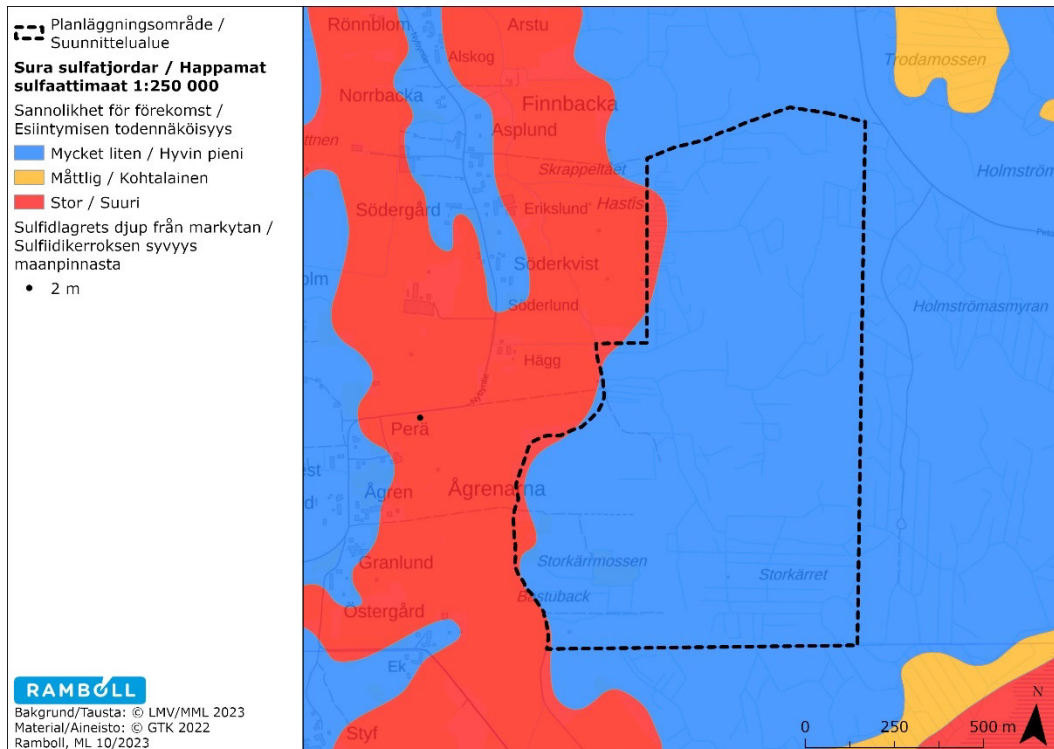 Planläggningsområde /
Suunnittelualue
Sura sulfatjordar / Happamat
sulfaattimaat 1:250 000
Sannolikhet för förekomst /
Esiintymisen todennäköisyys
Mycket liten / Hyvin pieni
Måttlig / Kohtalainen
Stor / Suuri
Sulfidlagrets djup från markytan /
Sulfiidikerroksen syvyys
maanpinnasta
2 m
RAMBOLL
Bakgrund/Tausta: © LMV/MML 2023
Material/Aineisto: © GTK 2022
Ramboll, ML 10/2023
Rönnblom
Arstu
Alskog
Trodamossen
Norrbacka
Finnbacka
Asplund
Skrappeltået
Holmström
Södergård
Erikslund
Hastis
Söderkvist
Söderlund
Holmströmasmyran
Hägg
Perä
Ågren
Ågrenarna
Granlund
Storkärrmossen
Storkärret
Bastuback
Östergård
Ek
Styf
N
0 250 500 m